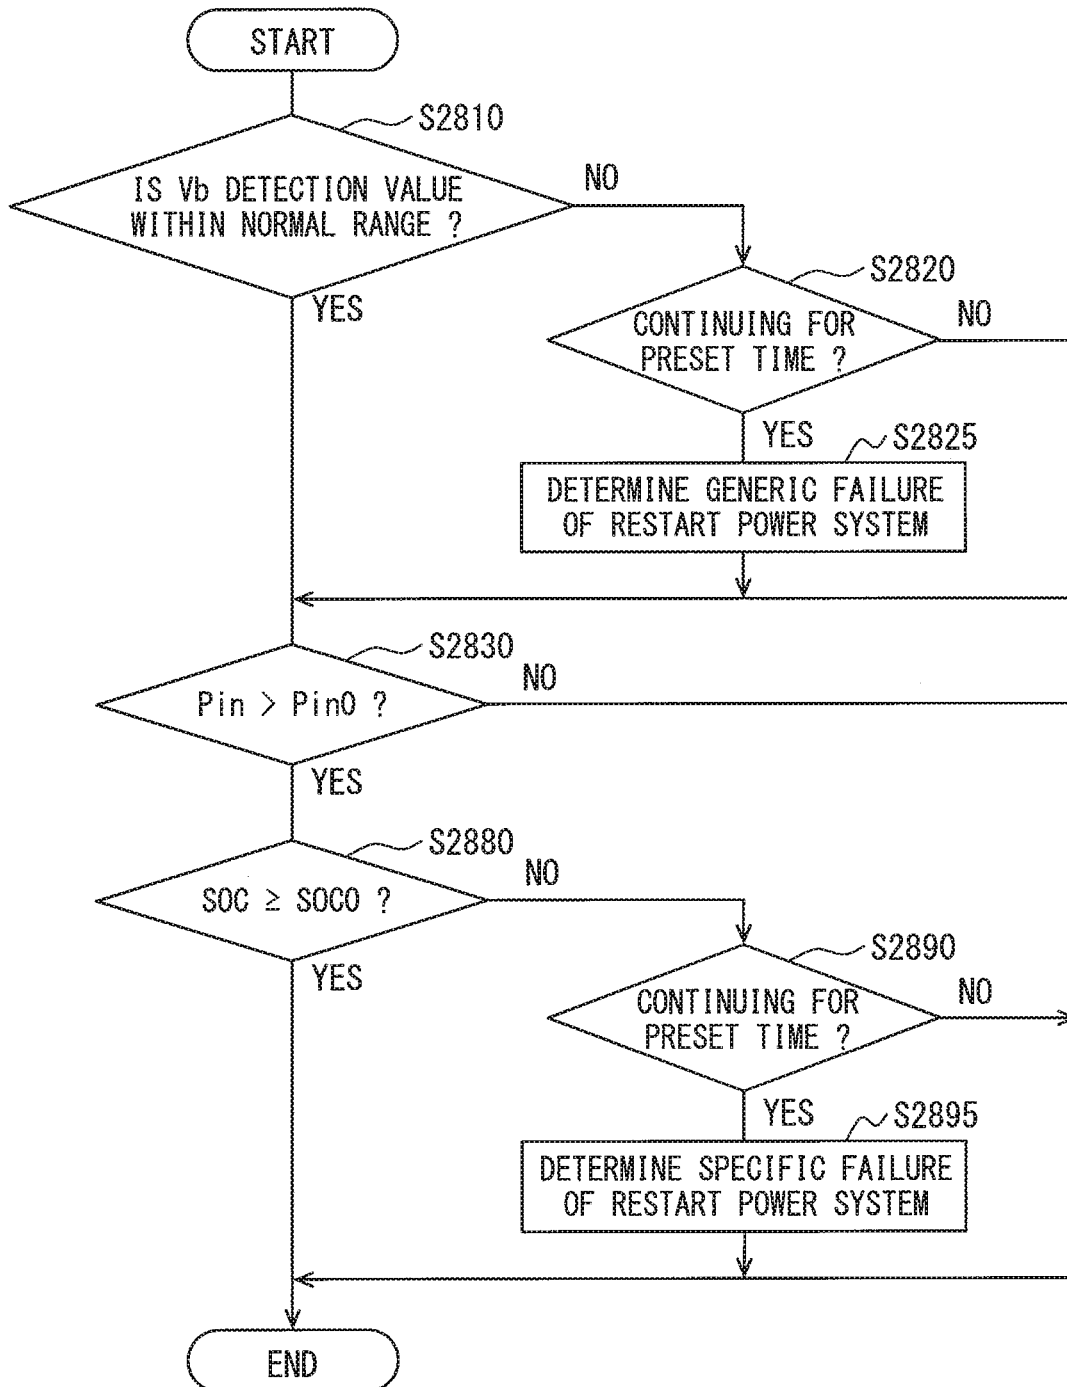 START
S2810
IS Vb DETECTION VALUE
WITHIN NORMAL RANGE ?
NO
YES
S2820
CONTINUING FOR
PRESET TIME ?
NO
YES
S2825
DETERMINE GENERIC FAILURE
OF RESTART POWER SYSTEM
S2830
Pin > Pin0 ?
NO
YES
S2880
SOC ≥ SOC0 ?
NO
YES
S2890
CONTINUING FOR
PRESET TIME ?
NO
YES
S2895
DETERMINE SPECIFIC FAILURE
OF RESTART POWER SYSTEM
END